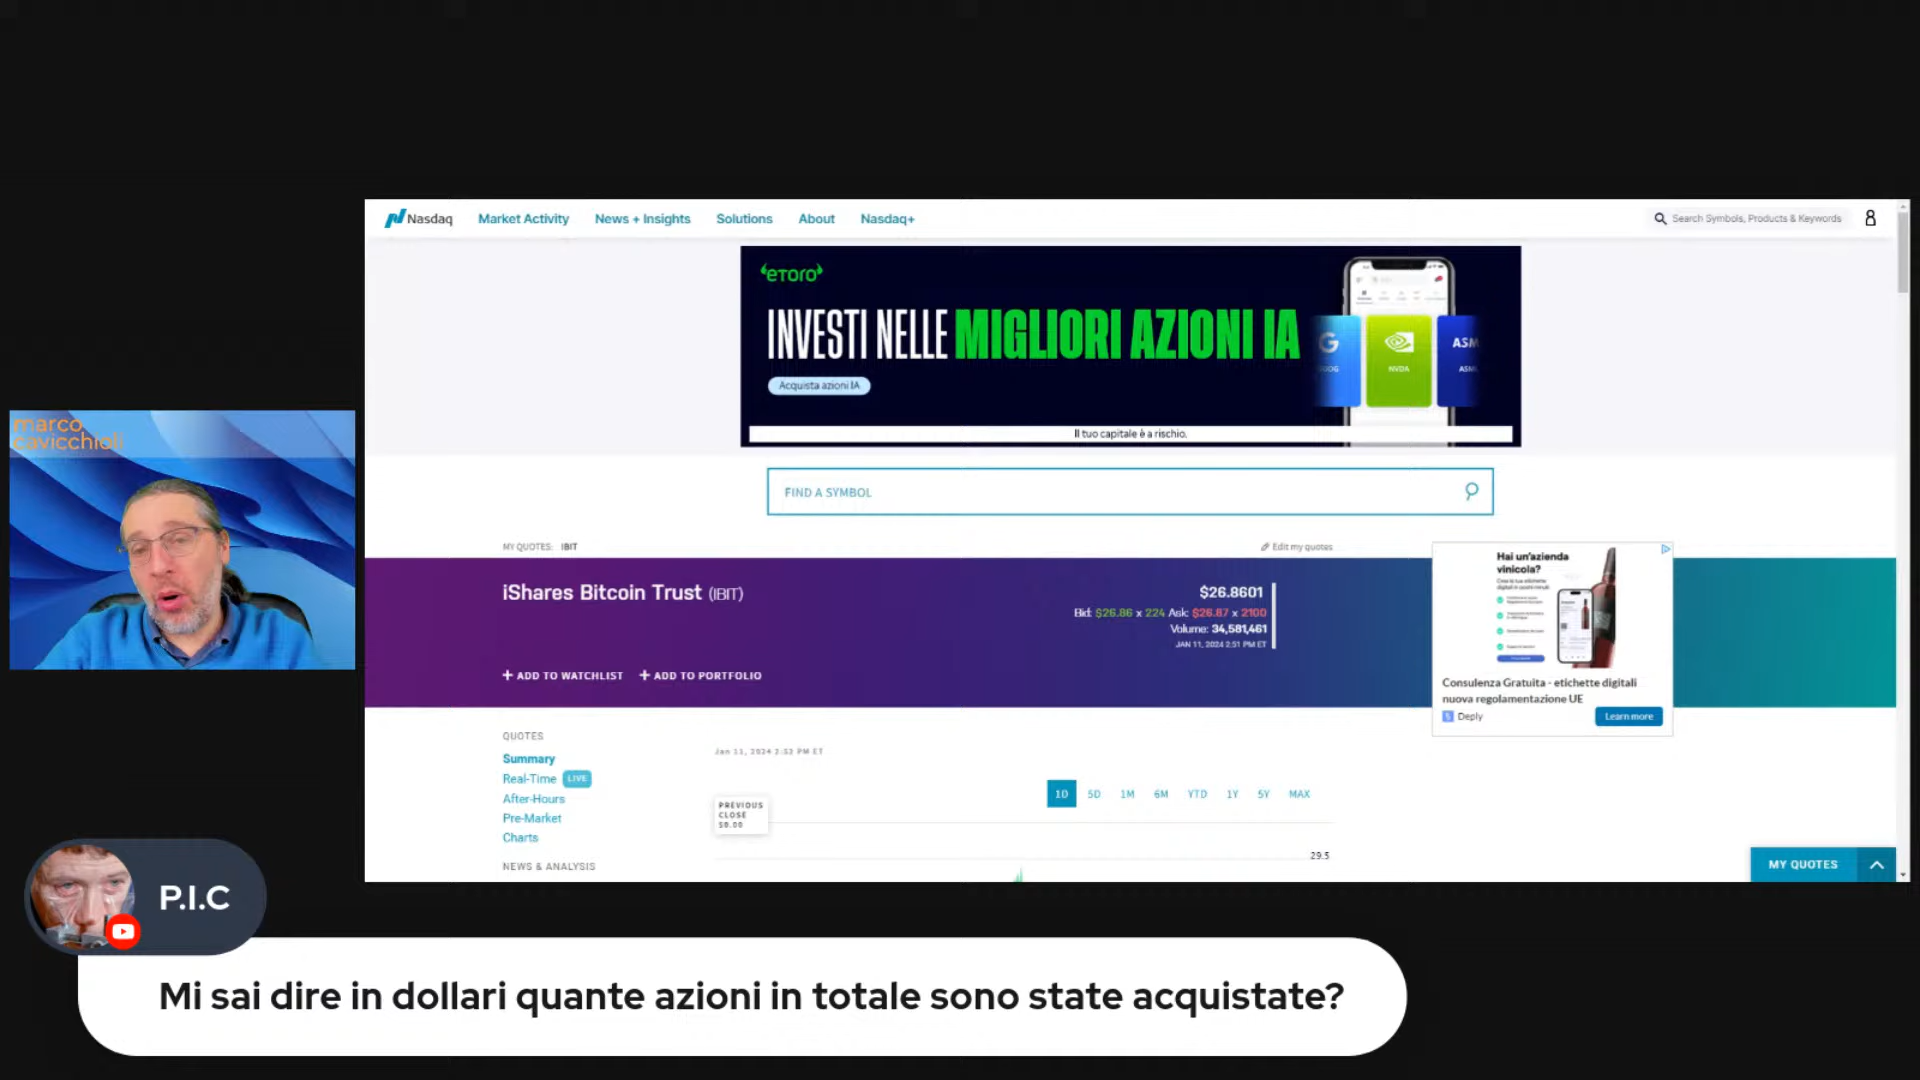 Nasdaq
Market Activity
News + Insights
Solutions
About
Nasdaq+
Search Symbols, Products & Keywords
eTORO
INVESTI NELLE MIGLIORI AZIONI IA
Acquista azioni IA
NVDA
ASM
Il tuo capitale è a rischio.
FIND A SYMBOL
marco
cavicchioli
MY QUOTES: IBIT
Edit my quotes
iShares Bitcoin Trust (IBIT)
$26.8601
Bid: $26.86 x 224 Ask: $26.87 x 2100
Volume: 34,581,461
JAN 11, 2024 2:51 PM ET
+ ADD TO WATCHLIST + ADD TO PORTFOLIO
Hai un'azienda
vinicola?
Consulenza Gratuita - etichette digitali
nuova regolamentazione UE
Deply
Learn more
QUOTES
Summary
Real-Time LIVE
After-Hours
Pre-Market
Charts
NEWS & ANALYSIS
Jan 11, 2024 2:52 PM ET
1D 5D 1M 6M YTD 1Y 5Y MAX
PREVIOUS
CLOSE
$0.00
29.5
MY QUOTES
P.I.C
Mi sai dire in dollari quante azioni in totale sono state acquistate?